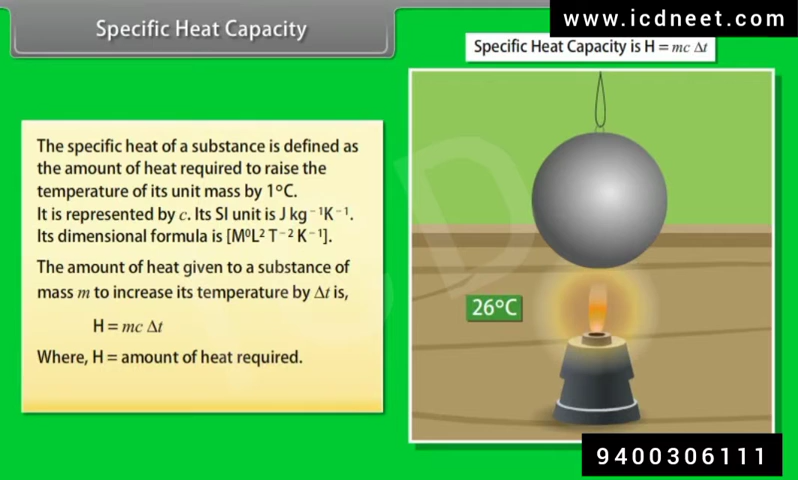 www.icdneet.com
Specific Heat Capacity
Specific Heat Capacity is H = mc Δt
The specific heat of a substance is defined as
the amount of heat required to raise the
temperature of its unit mass by 1°C.
It is represented by c. Its SI unit is J kg⁻¹K⁻¹.
Its dimensional formula is [M⁰L² T⁻² K⁻¹].
The amount of heat given to a substance of
mass m to increase its temperature by Δt is,
H = mc Δt
Where, H = amount of heat required.
26°C
ICD
9400306111